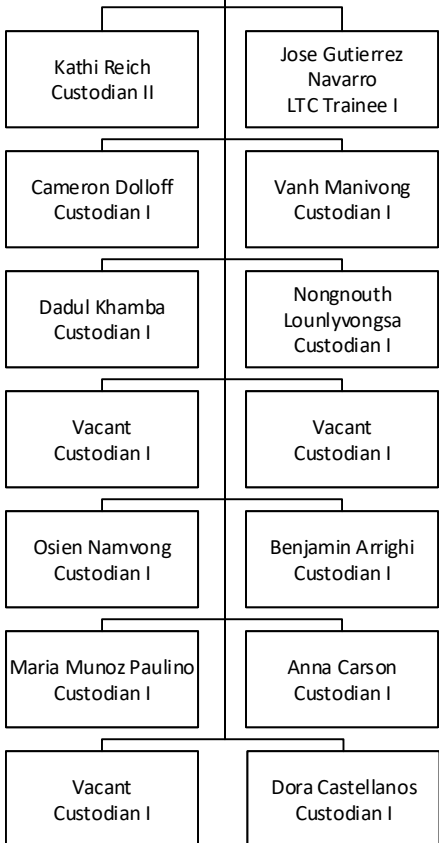 Kathi Reich
Custodian II
Jose Gutierrez
Navarro
LTC Trainee I
Cameron Dolloff
Custodian I
Vanh Manivong
Custodian I
Dadul Khamba
Custodian I
Nongnouth
Lounlyvongsa
Custodian I
Vacant
Custodian I
Vacant
Custodian I
Osien Namvong
Custodian I
Benjamin Arrighi
Custodian I
Maria Munoz Paulino
Custodian I
Anna Carson
Custodian I
Vacant
Custodian I
Dora Castellanos
Custodian I